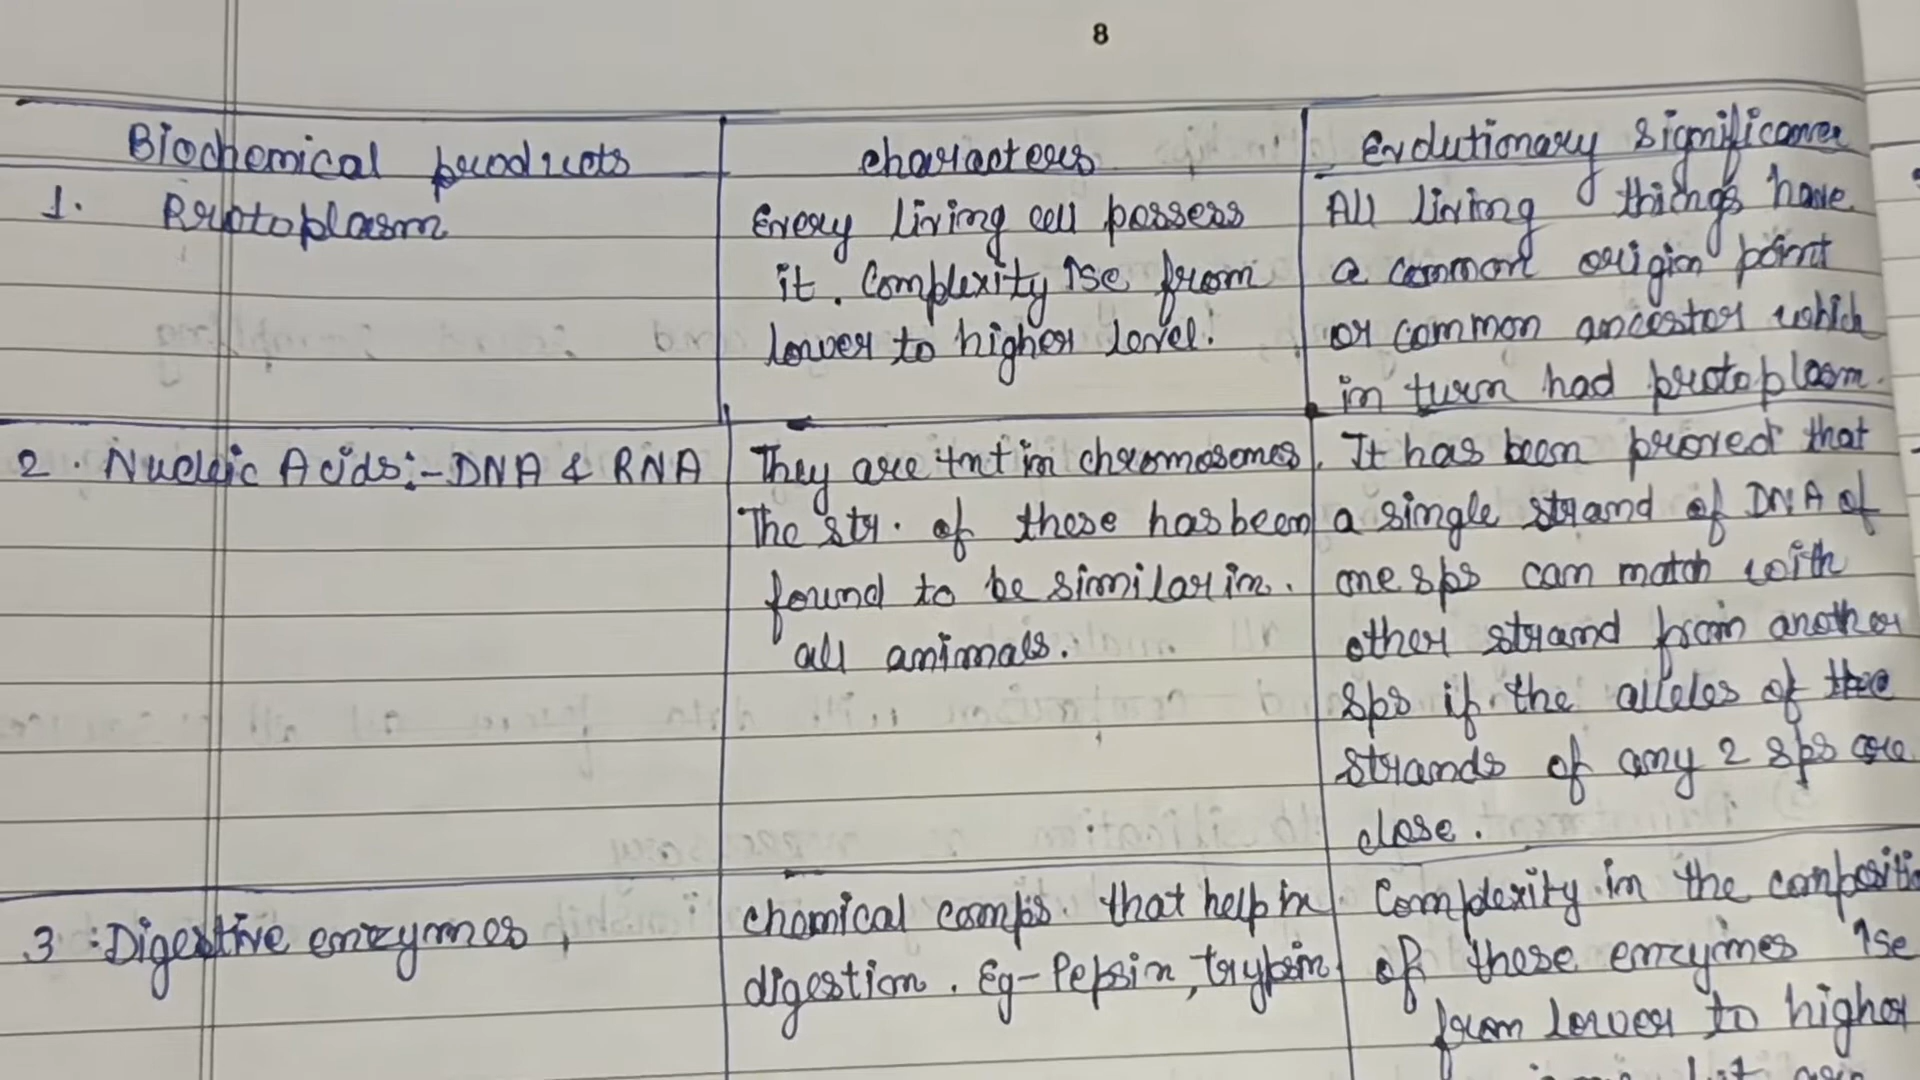 8
Biochemical products
characters
Evolutionary significance
1. Protoplasm
Every living cell possess
it. Complexity ↑se from
lower to higher level.
All living things have
a common origin point
or common ancestor which
in turn had protoplasm.
2. Nucleic Acids:- DNA & RNA
They are +nt in chromosomes.
The str. of these has been
found to be similar in.
all animals.
It has been proved that
a single strand of DNA of
one sps can match with
other strand from another
sps if the alleles of the
strands of any 2 sps are
close.
3. Digestive enzymes
chemical comps. that help in
digestion. Eg- Pepsin, trypsin
Complexity in the compositio
of these enzymes ↑se
from lower to higher